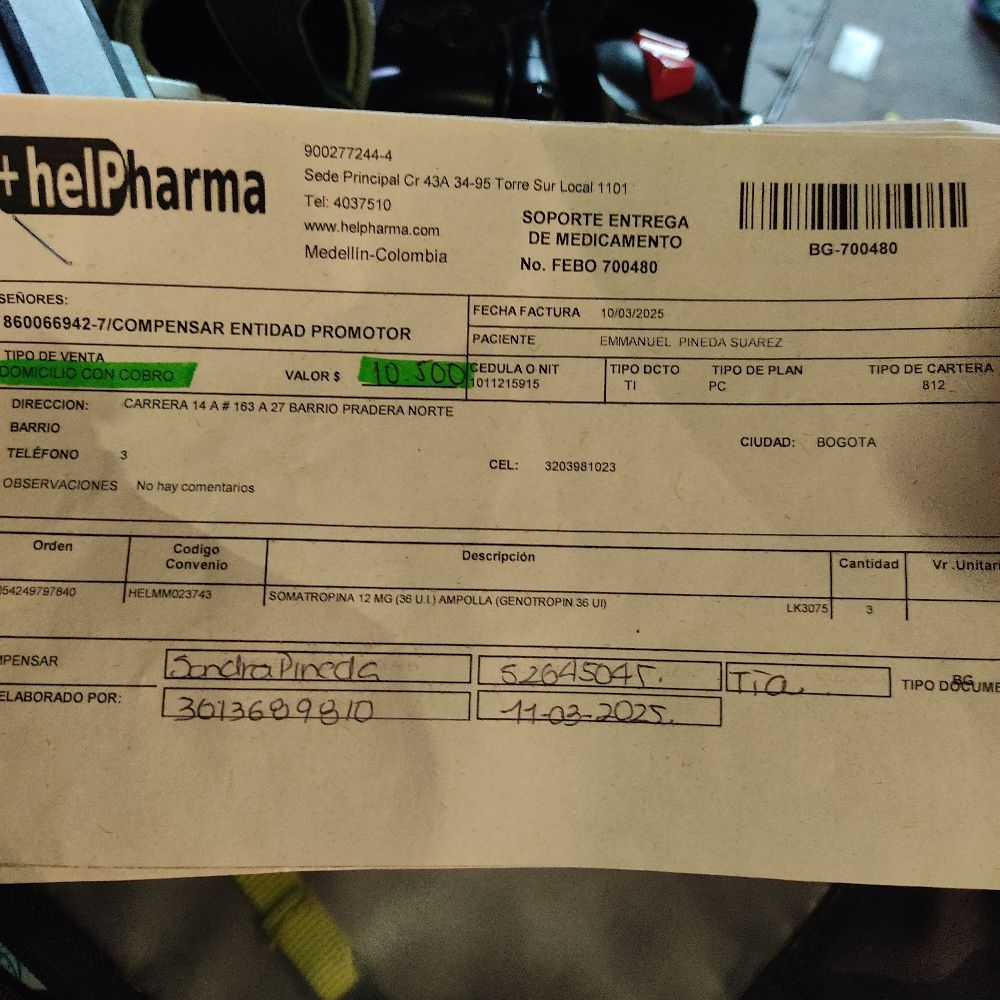 +helPharma
900277244-4
Sede Principal Cr 43A 34-95 Torre Sur Local 1101
Tel: 4037510
www.helpharma.com
Medellín-Colombia
SOPORTE ENTREGA
DE MEDICAMENTO
No. FEBO 700480
BG-700480
SEÑORES:
860066942-7/COMPENSAR ENTIDAD PROMOTOR
FECHA FACTURA 10/03/2025
PACIENTE EMMANUEL PINEDA SUAREZ
TIPO DE VENTA
DOMICILIO CON COBRO
VALOR $ 10.500
CEDULA O NIT
1011215915
TIPO DCTO
TI
TIPO DE PLAN
PC
TIPO DE CARTERA
812
DIRECCION: CARRERA 14 A # 163 A 27 BARRIO PRADERA NORTE
BARRIO
CIUDAD: BOGOTA
TELÉFONO 3
CEL: 3203981023
OBSERVACIONES No hay comentarios
Orden
Codigo
Convenio
Descripción
Cantidad
Vr .Unitari
054249797840
HELMM023743
SOMATROPINA 12 MG (36 U.I.) AMPOLLA (GENOTROPIN 36 UI)
LK3075
3
MPENSAR
Sandra Pineda
52645045.
Tía
TIPO DOCUME
BG
ELABORADO POR:
3013689810
11-03-2025.